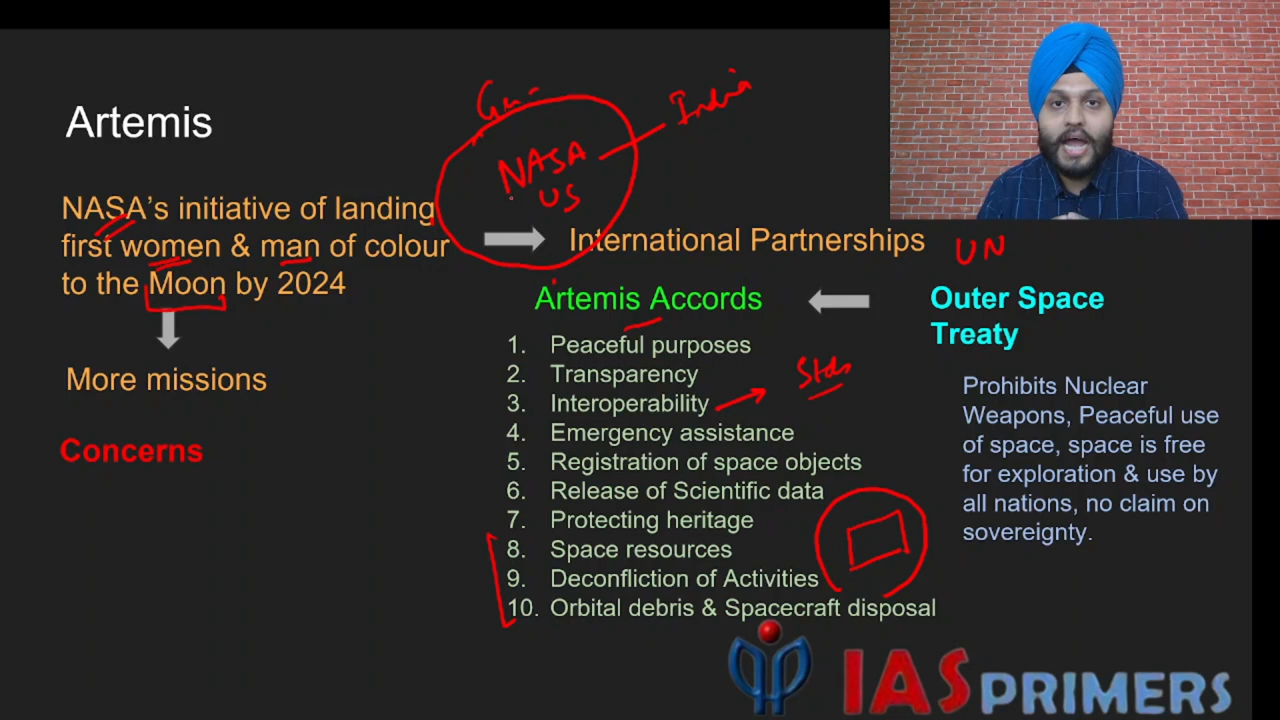 Artemis
NASA's initiative of landing
first women & man of colour
to the Moon by 2024
More missions
Concerns
NASA
US
India
International Partnerships
UN
Artemis Accords
1. Peaceful purposes
2. Transparency
3. Interoperability
4. Emergency assistance
5. Registration of space objects
6. Release of Scientific data
7. Protecting heritage
8. Space resources
9. Deconfliction of Activities
10. Orbital debris & Spacecraft disposal
Outer Space
Treaty
Prohibits Nuclear
Weapons, Peaceful use
of space, space is free
for exploration & use by
all nations, no claim on
sovereignty.
IAS PRIMERS